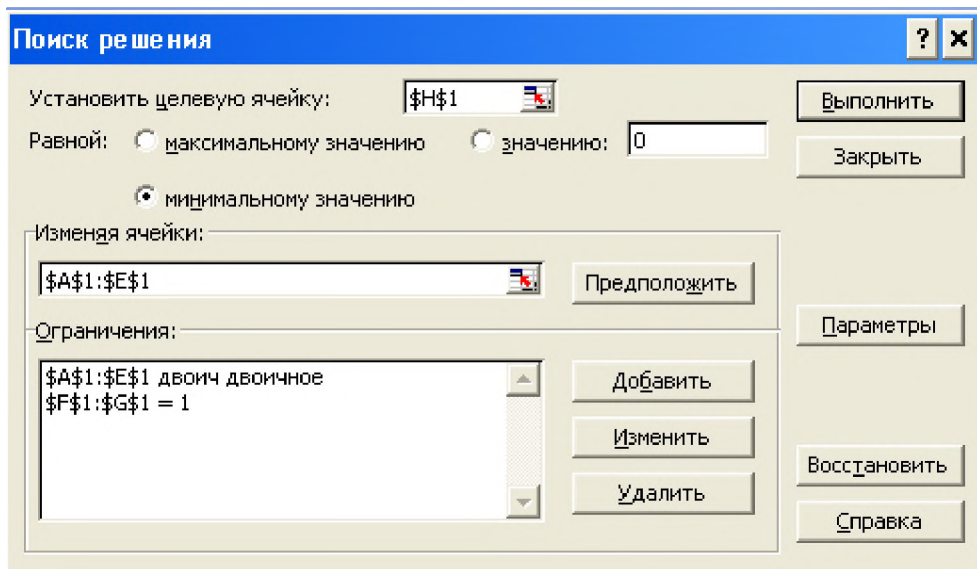 Поиск решения
Установить целевую ячейку: $H$1 Выполнить
Равной: максимальному значению значению: 0 Закрыть
минимальному значению
Изменяя ячейки:
$A$1:$E$1 Предположить
Ограничения: Параметры
$A$1:$E$1 двоич двоичное Добавить
$F$1:$G$1 = 1
Изменить
Восстановить
Удалить
Справка